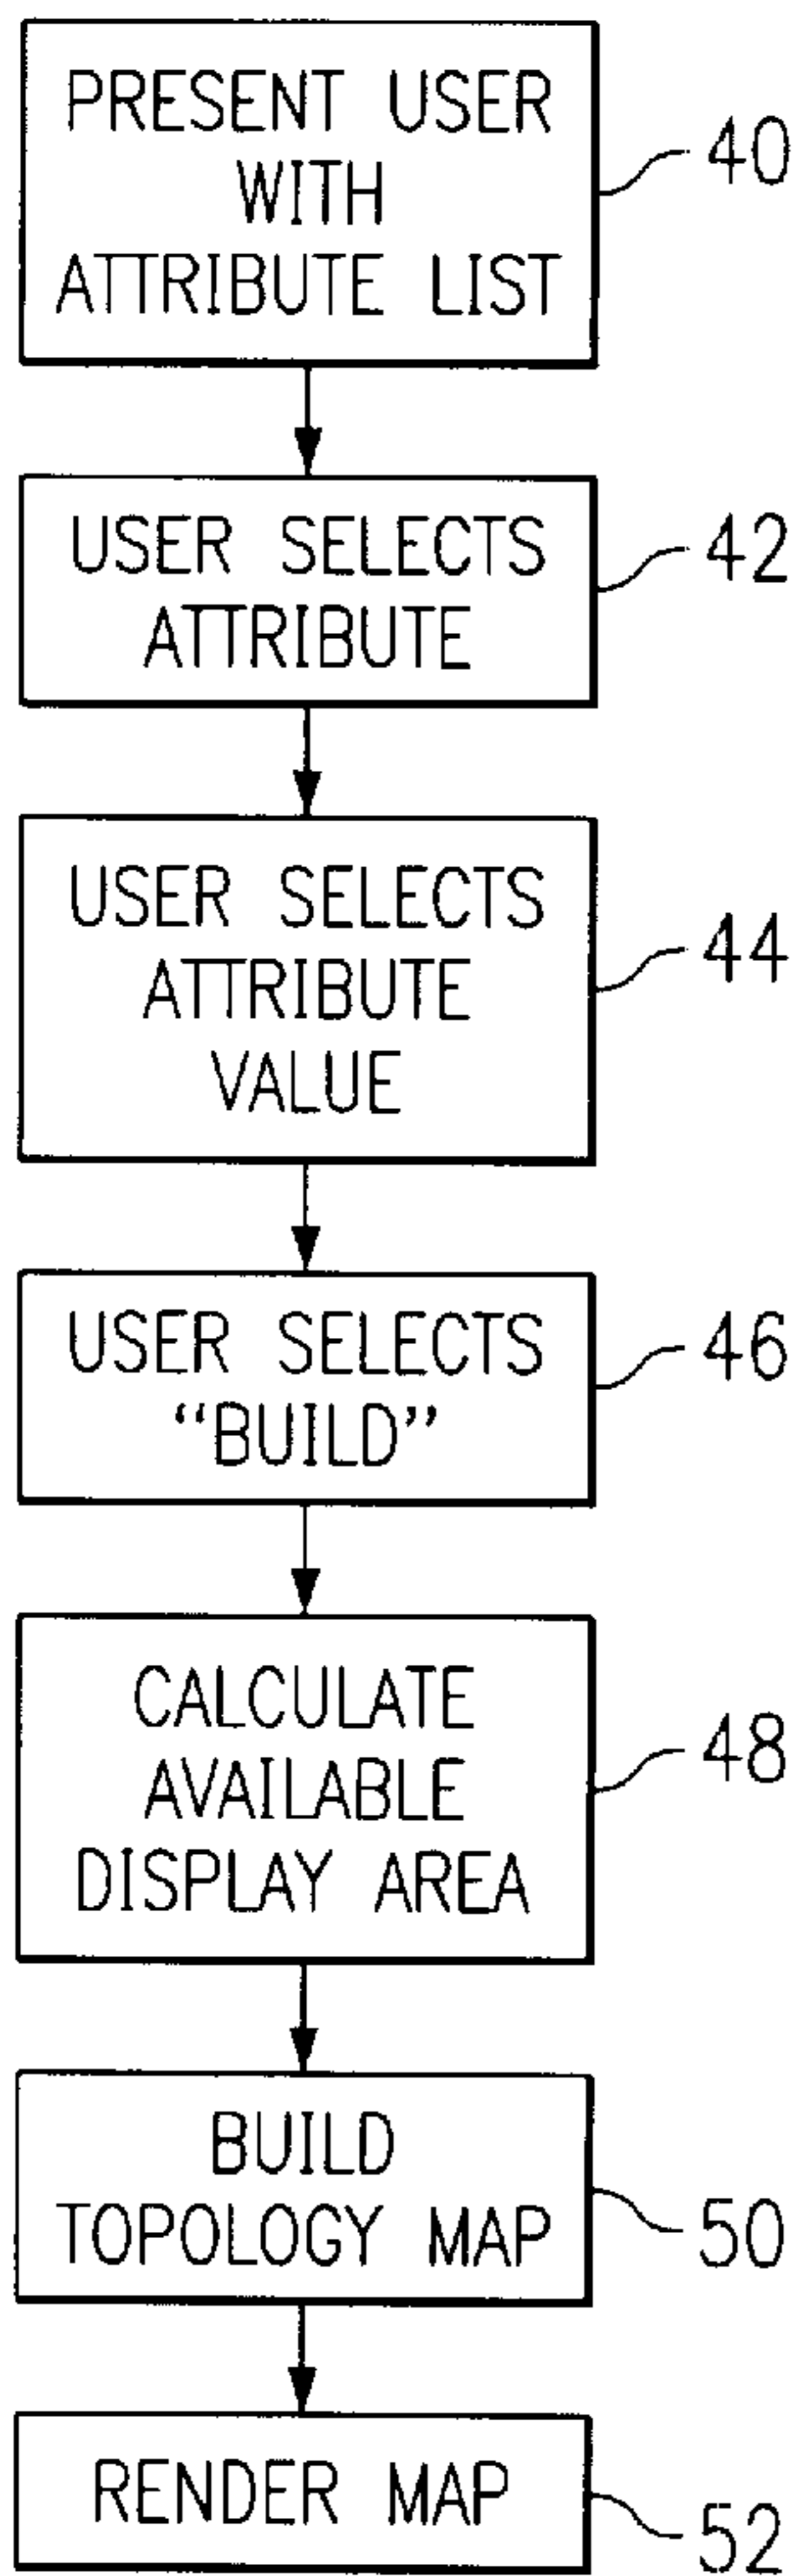 PRESENT USER
WITH
ATTRIBUTE LIST
40
USER SELECTS
ATTRIBUTE
42
USER SELECTS
ATTRIBUTE
VALUE
44
USER SELECTS
“BUILD”
46
CALCULATE
AVAILABLE
DISPLAY AREA
48
BUILD
TOPOLOGY MAP
50
RENDER MAP
52